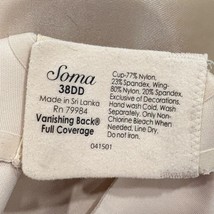 Soma
38DD
Made in Sri Lanka
Rn 79984
Vanishing Back®
Full Coverage
Cup-77% Nylon,
23% Spandex, Wing-
80% Nylon, 20% Spandex,
Exclusive of Decorations.
Hand wash Cold. Wash
Separately. Only Non-
Chlorine Bleach When
Needed. Line Dry.
Do not Iron.
041501